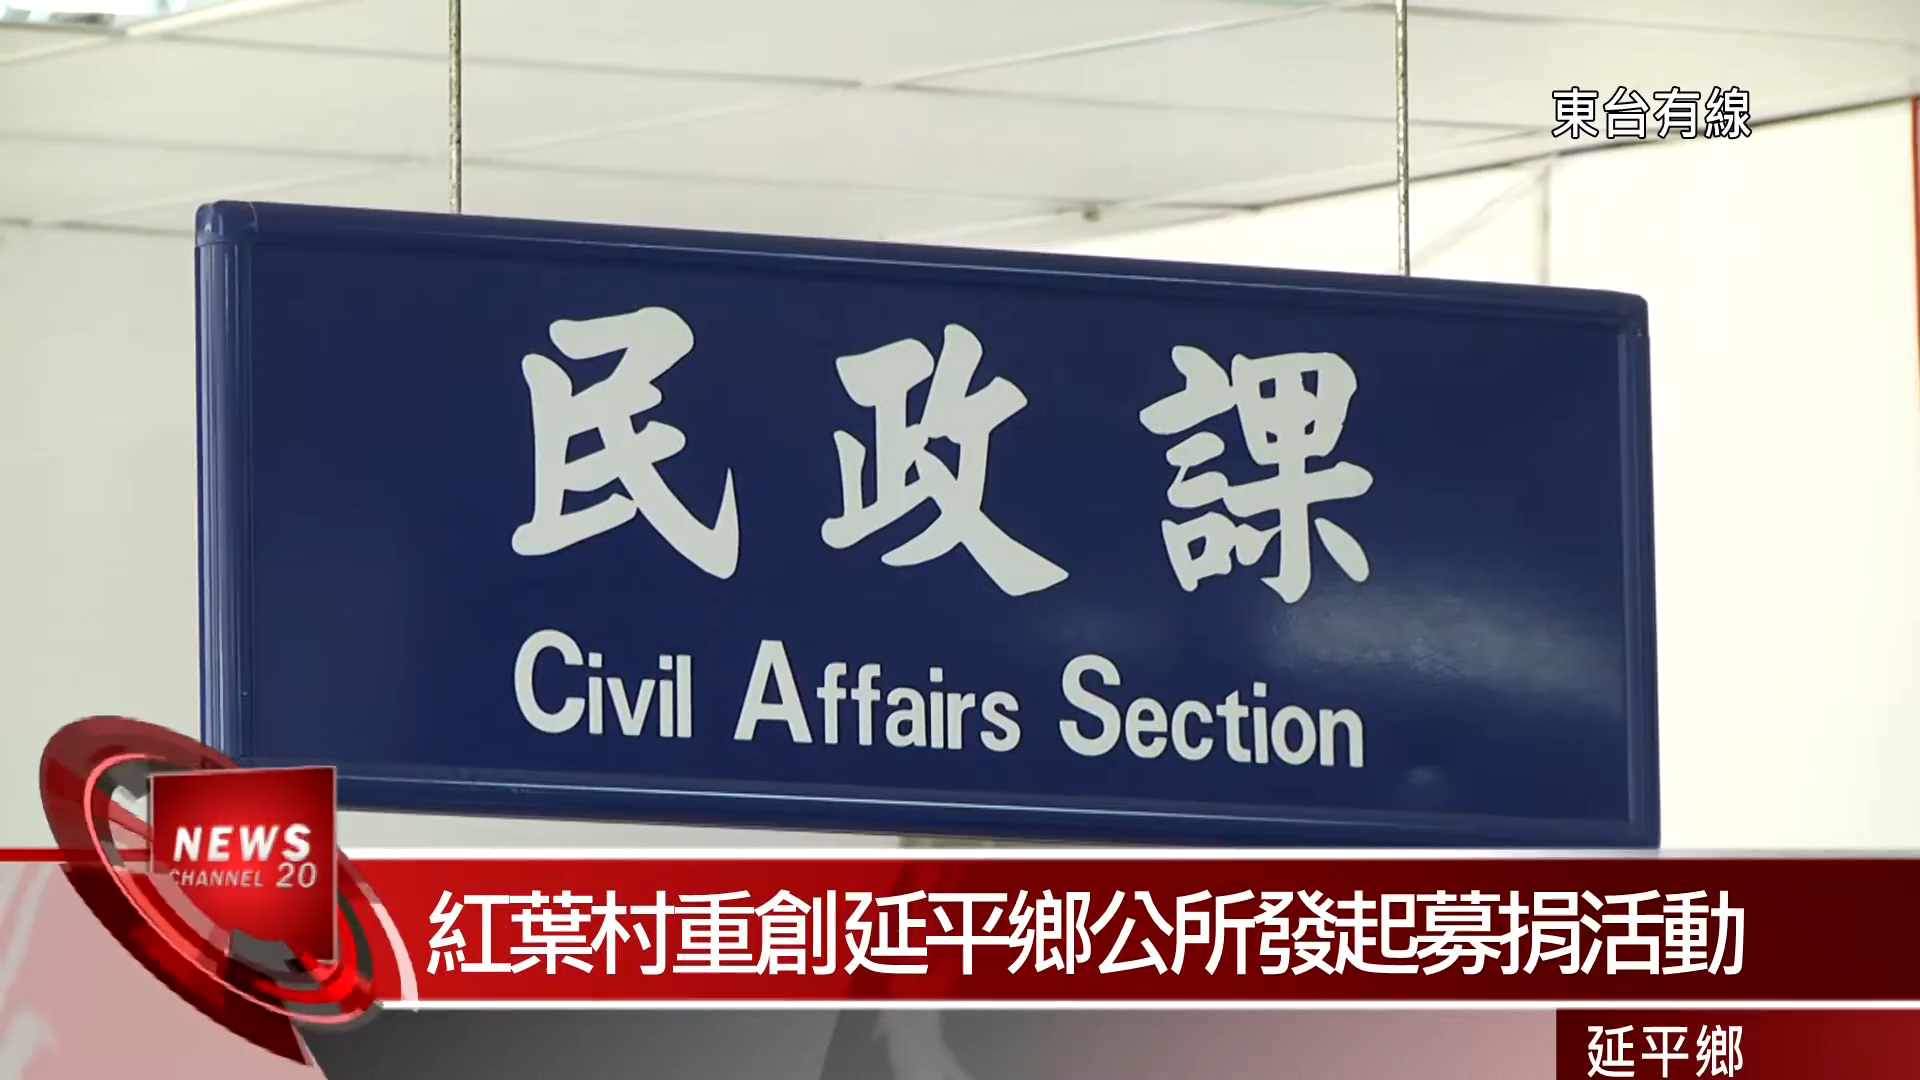 東台有線
民政課
Civil Affairs Section
NEWS
CHANNEL 20
紅葉村重創 延平鄉公所發起募捐活動
延平鄉